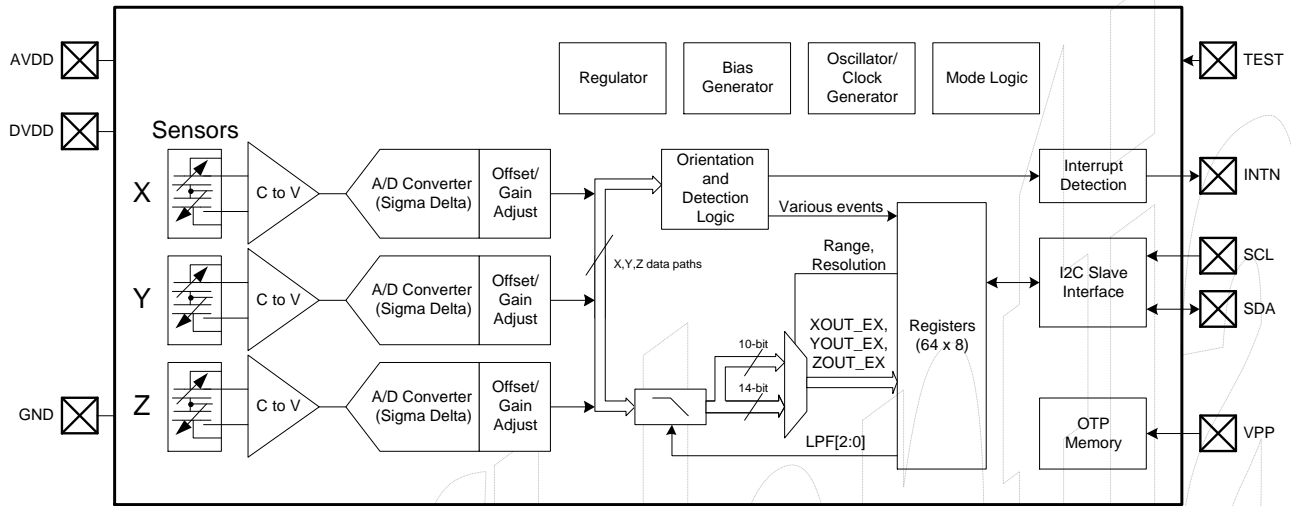 AVDD
DVDD
GND
Regulator
Bias
Generator
Oscillator/
Clock
Generator
Mode Logic
TEST
Sensors
X
C to V
A/D Converter
(Sigma Delta)
Offset/
Gain
Adjust
Y
C to V
A/D Converter
(Sigma Delta)
Offset/
Gain
Adjust
Z
C to V
A/D Converter
(Sigma Delta)
Offset/
Gain
Adjust
X,Y,Z data paths
Orientation
and
Detection
Logic
Various events
Range,
Resolution
10-bit
14-bit
XOUT_EX,
YOUT_EX,
ZOUT_EX
LPF[2:0]
Registers
(64 x 8)
Interrupt
Detection
INTN
I2C Slave
Interface
SCL
SDA
OTP
Memory
VPP